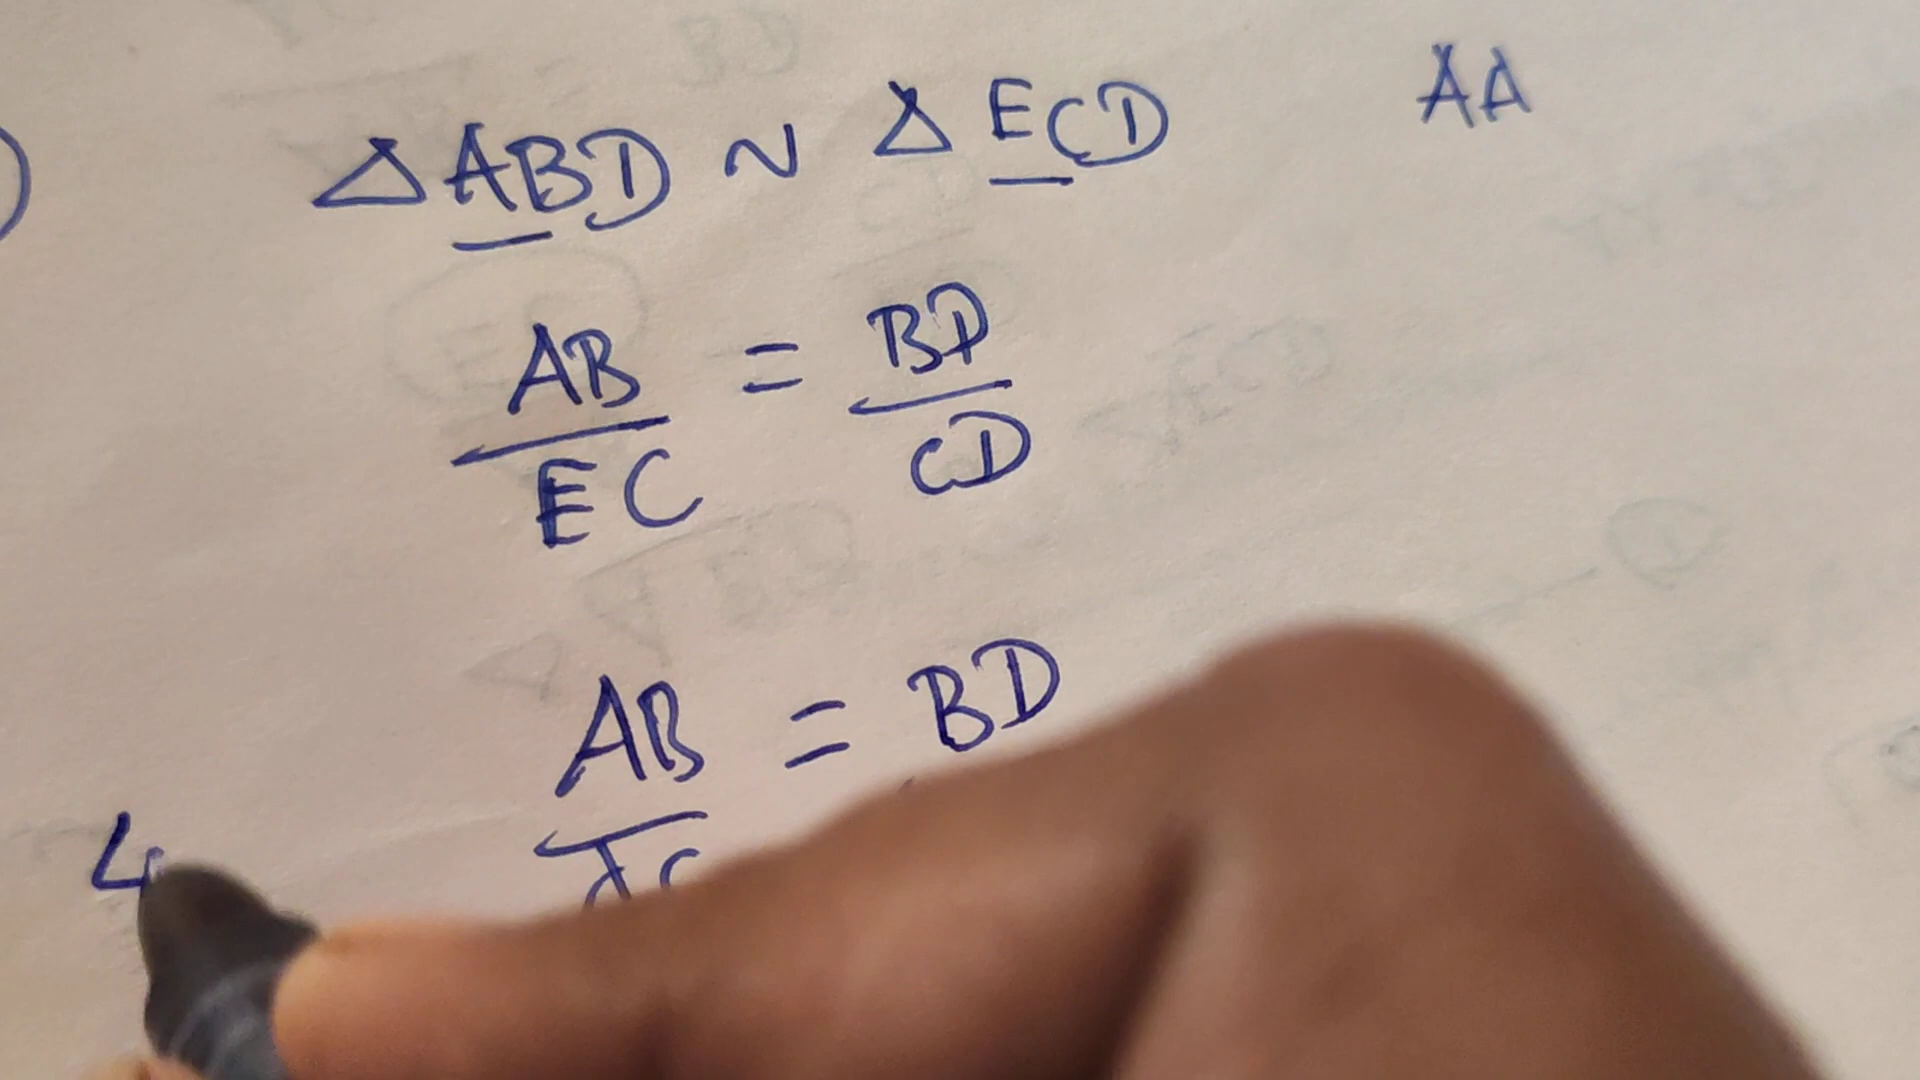 )
△ABD ~ △ECD AA
AB = BD
EC CD
AB = BD